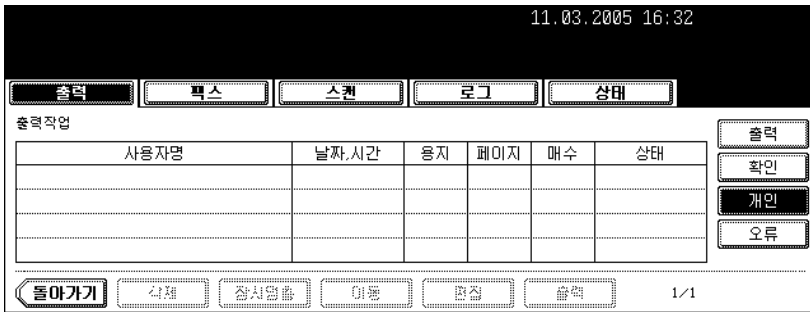 11.03.2005 16:32
출력 팩스 스캔 로그 상태
출력작업
사용자명 날짜,시간 용지 페이지 매수 상태
출력
확인
개인
오류
돌아가기 삭제 잠시멈춤 이동 편집 출력 1/1